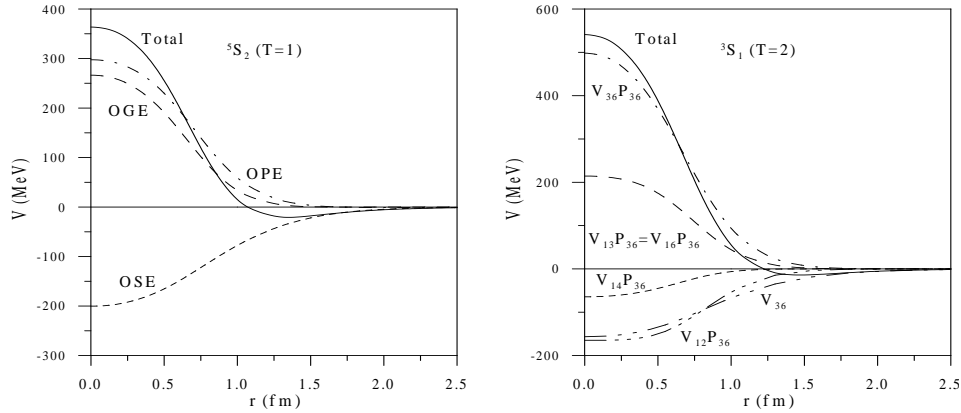 400
300
200
100
0
-100
-200
-300
V (MeV)
Total
⁵S₂ (T=1)
OGE
OPE
OSE
0.0 0.5 1.0 1.5 2.0 2.5
r (fm)
600
400
200
0
-200
V (MeV)
Total
³S₁ (T=2)
V₃₆P₃₆
V₁₃P₃₆=V₁₆P₃₆
V₁₄P₃₆
V₃₆
V₁₂P₃₆
0.0 0.5 1.0 1.5 2.0 2.5
r (fm)